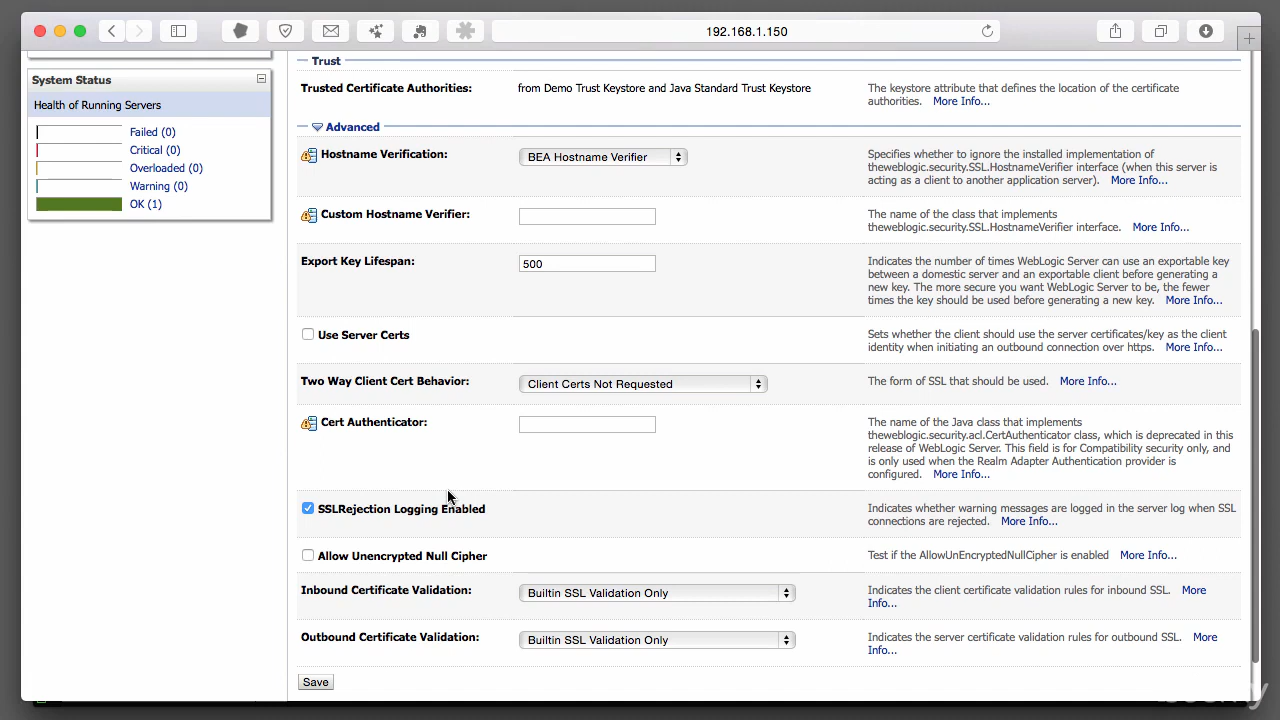 192.168.1.150
System Status
Health of Running Servers
Failed (0)
Critical (0)
Overloaded (0)
Warning (0)
OK (1)
Trust
Trusted Certificate Authorities:
from Demo Trust Keystore and Java Standard Trust Keystore
The keystore attribute that defines the location of the certificate
authorities. More Info...
Advanced
Hostname Verification:
BEA Hostname Verifier
Specifies whether to ignore the installed implementation of
theweblogic.security.SSL.HostnameVerifier interface (when this server is
acting as a client to another application server). More Info...
Custom Hostname Verifier:
The name of the class that implements
theweblogic.security.SSL.HostnameVerifier interface. More Info...
Export Key Lifespan:
500
Indicates the number of times WebLogic Server can use an exportable key
between a domestic server and an exportable client before generating a
new key. The more secure you want WebLogic Server to be, the fewer
times the key should be used before generating a new key. More Info...
Use Server Certs
Sets whether the client should use the server certificates/key as the client
identity when initiating an outbound connection over https. More Info...
Two Way Client Cert Behavior:
Client Certs Not Requested
The form of SSL that should be used. More Info...
Cert Authenticator:
The name of the Java class that implements
theweblogic.security.acl.CertAuthenticator class, which is deprecated in this
release of WebLogic Server. This field is for Compatibility security only, and
is only used when the Realm Adapter Authentication provider is
configured. More Info...
SSLRejection Logging Enabled
Indicates whether warning messages are logged in the server log when SSL
connections are rejected. More Info...
Allow Unencrypted Null Cipher
Test if the AllowUnEncryptedNullCipher is enabled More Info...
Inbound Certificate Validation:
Builtin SSL Validation Only
Indicates the client certificate validation rules for inbound SSL. More
Info...
Outbound Certificate Validation:
Builtin SSL Validation Only
Indicates the server certificate validation rules for outbound SSL. More
Info...
Save